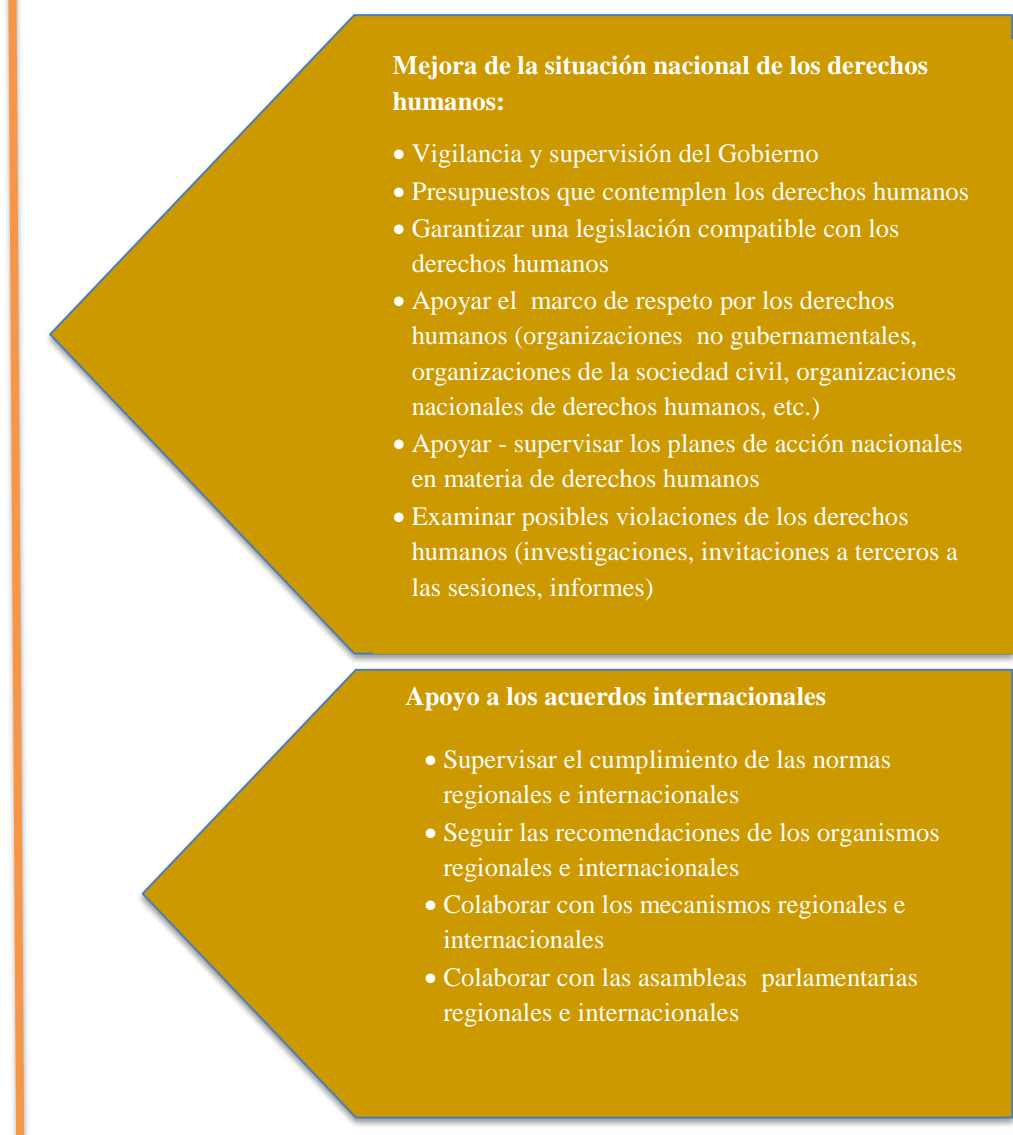 Mejora de la situación nacional de los derechos
humanos:
• Vigilancia y supervisión del Gobierno
• Presupuestos que contemplen los derechos humanos
• Garantizar una legislación compatible con los
derechos humanos
• Apoyar el  marco de respeto por los derechos
humanos (organizaciones  no gubernamentales,
organizaciones de la sociedad civil, organizaciones
nacionales de derechos humanos, etc.)
• Apoyar - supervisar los planes de acción nacionales
en materia de derechos humanos
• Examinar posibles violaciones de los derechos
humanos (investigaciones, invitaciones a terceros a
las sesiones, informes)
Apoyo a los acuerdos internacionales
• Supervisar el cumplimiento de las normas
regionales e internacionales
• Seguir las recomendaciones de los organismos
regionales e internacionales
• Colaborar con los mecanismos regionales e
internacionales
• Colaborar con las asambleas  parlamentarias
regionales e internacionales